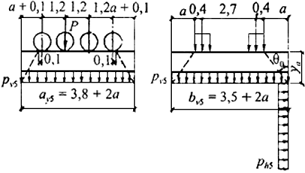 a + 0,1 1,2 1,2 1,2 a + 0,1
P
0,1 0,1
p_v5
a_y5 = 3,8 + 2a
a 0,4 2,7 0,4 a
θ_0
y_a
p_v5
b_v5 = 3,5 + 2a
p_h5